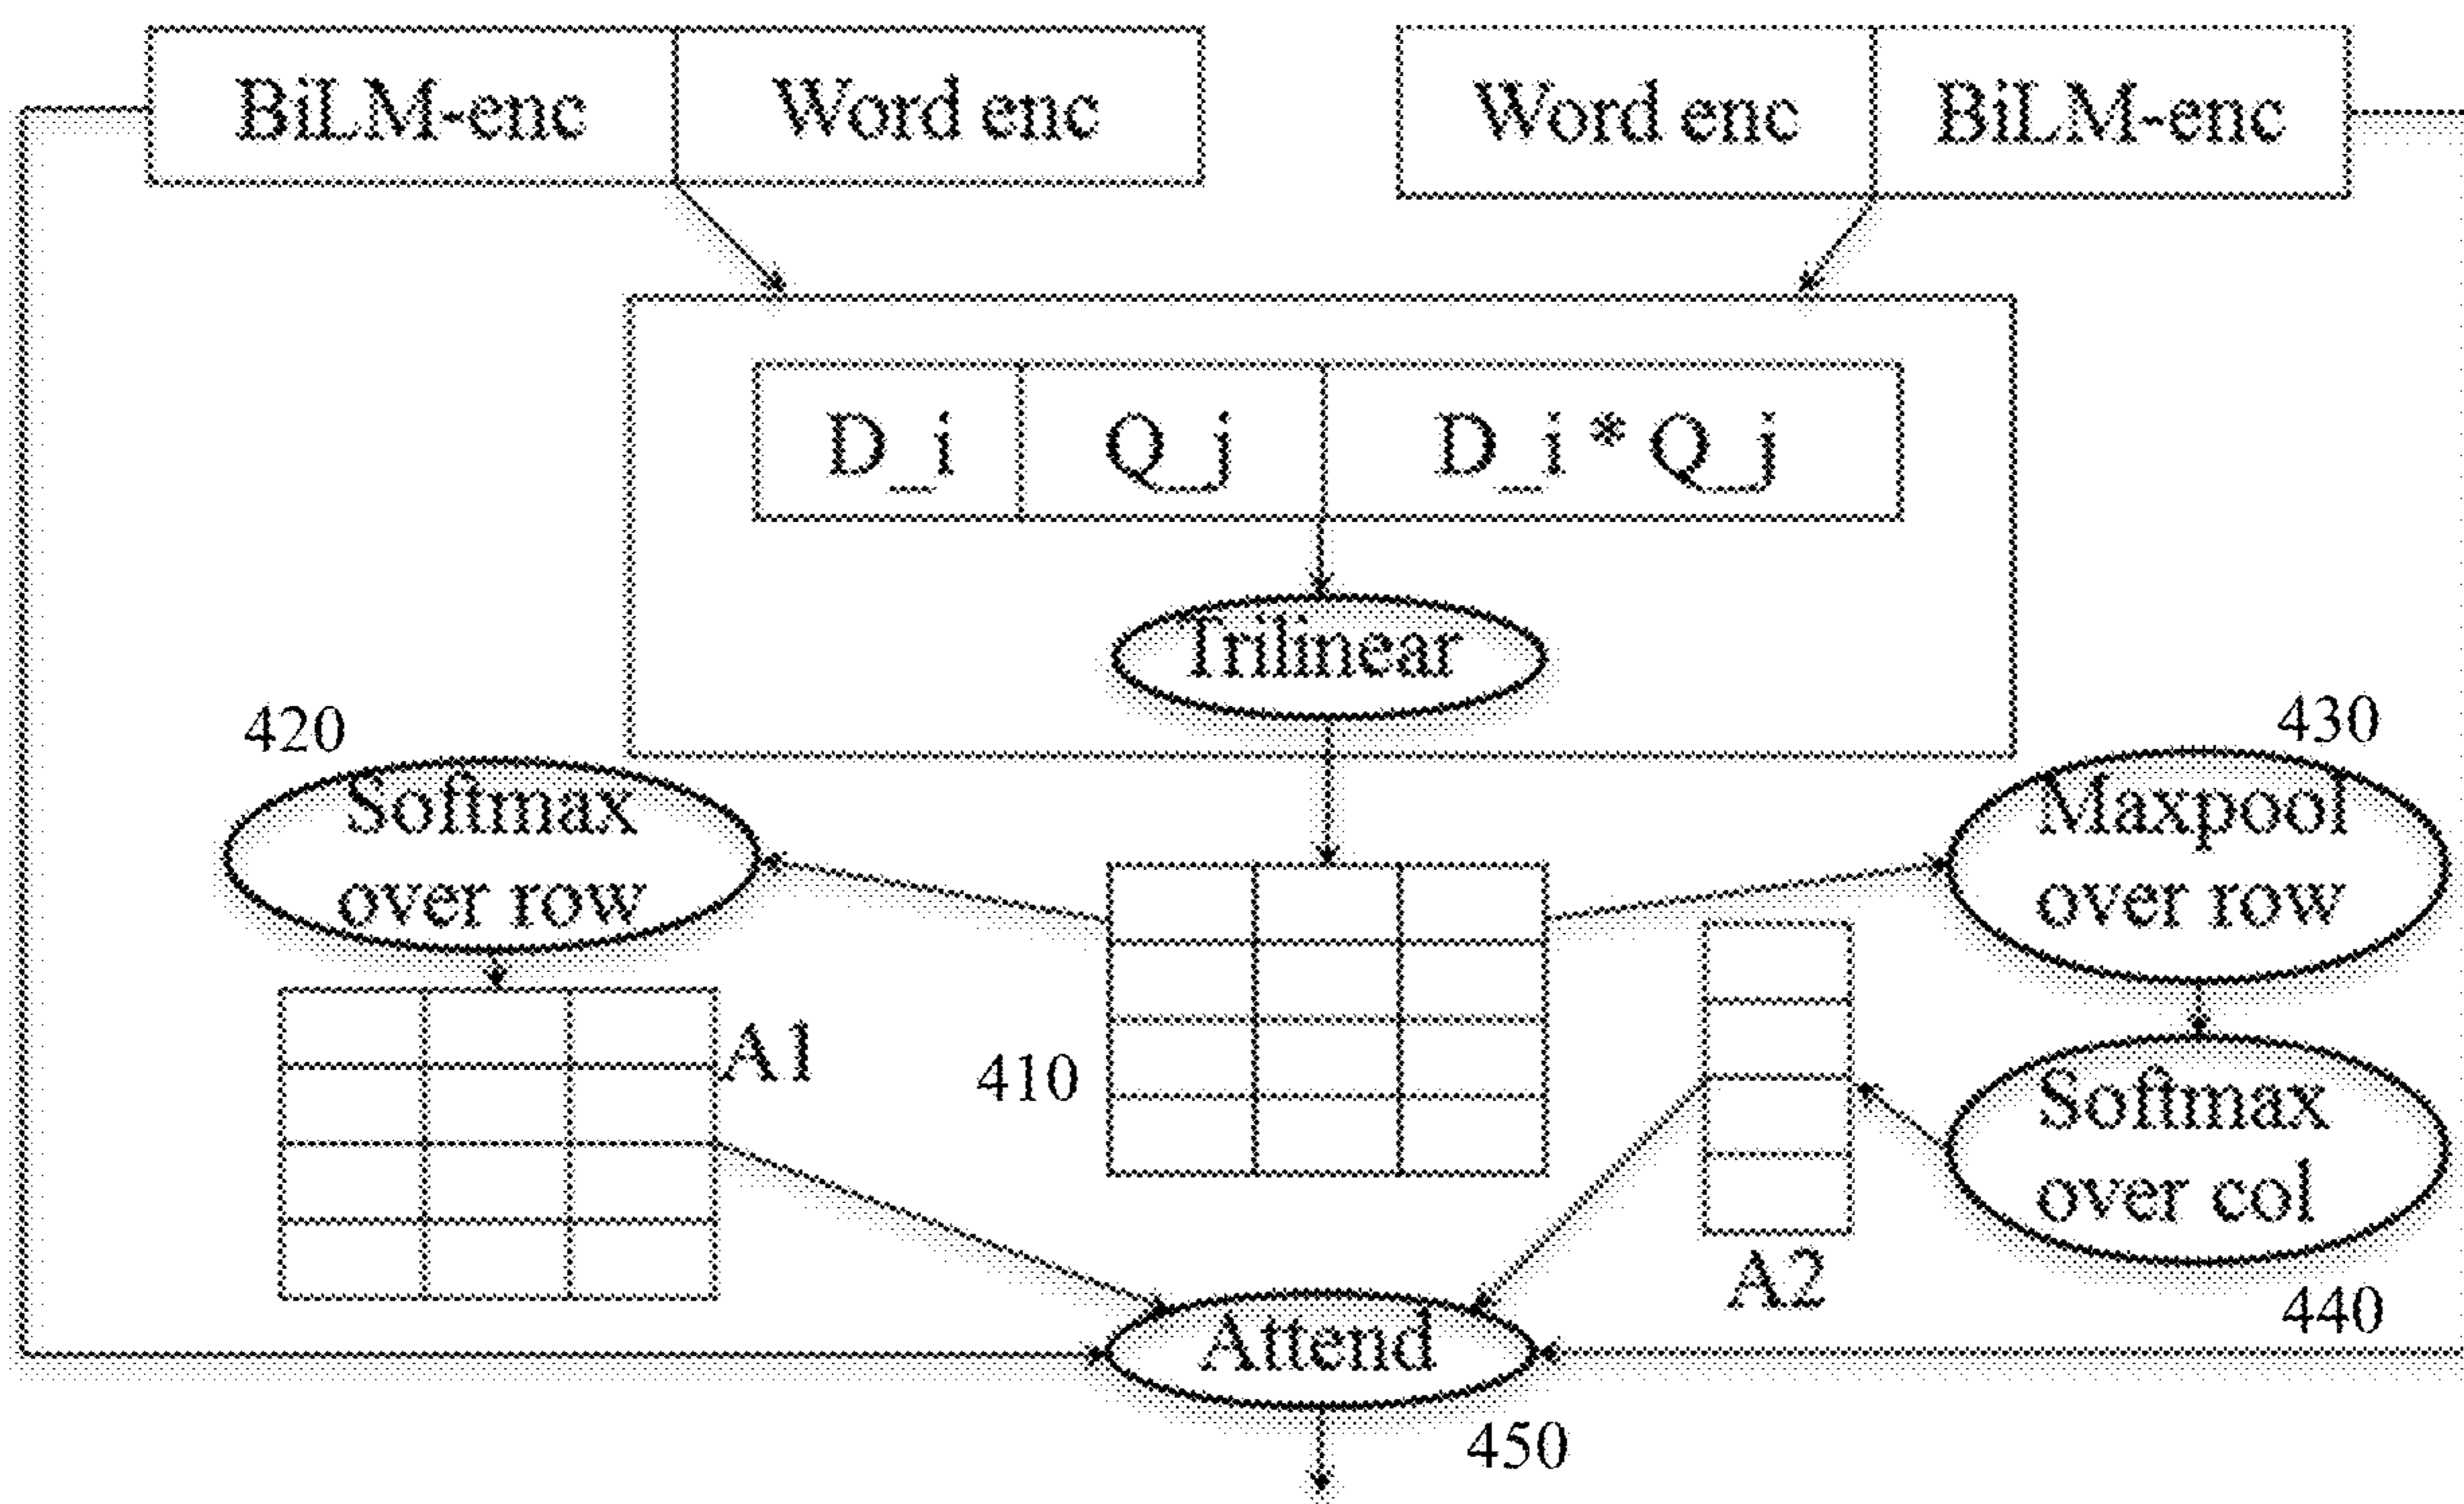 BiLM-enc Word enc Word enc BiLM-enc
D_i Q_j D_i * Q_j
Trilinear
420
Softmax
over row
430
Maxpool
over row
A1
410
Softmax
over col
A2
440
Attend
450